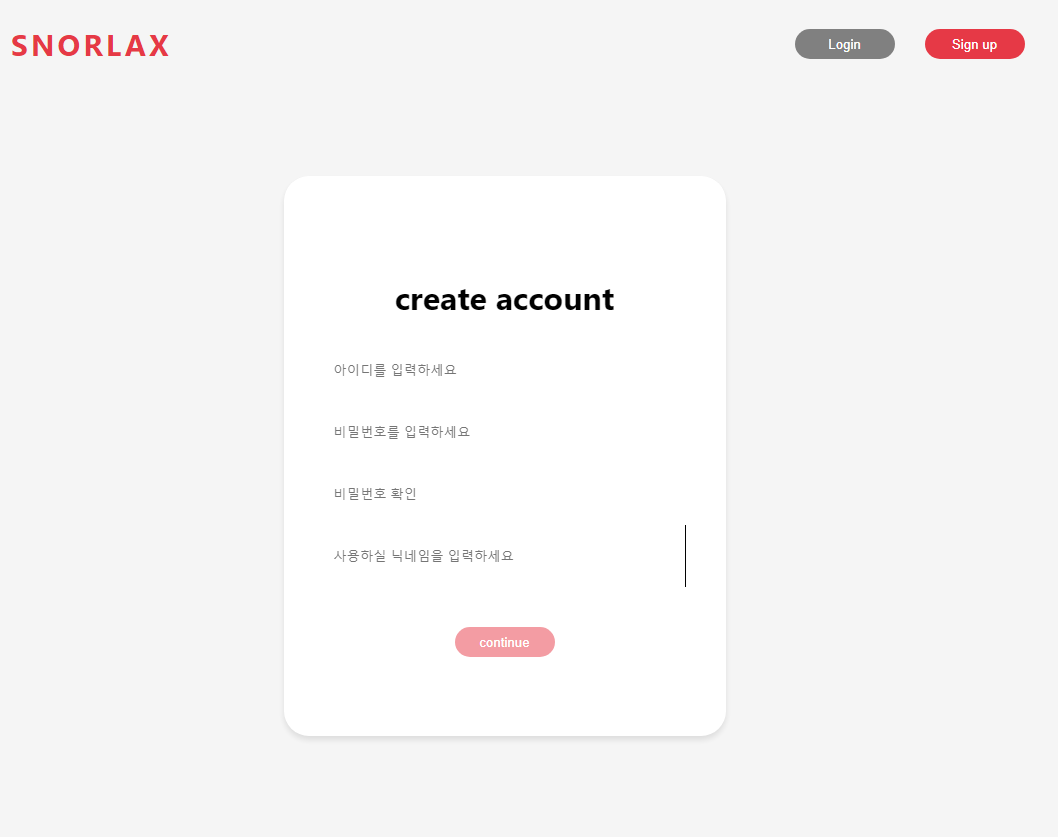 SNORLAX
Login
Sign up
create account
아이디를 입력하세요
비밀번호를 입력하세요
비밀번호 확인
사용하실 닉네임을 입력하세요
continue